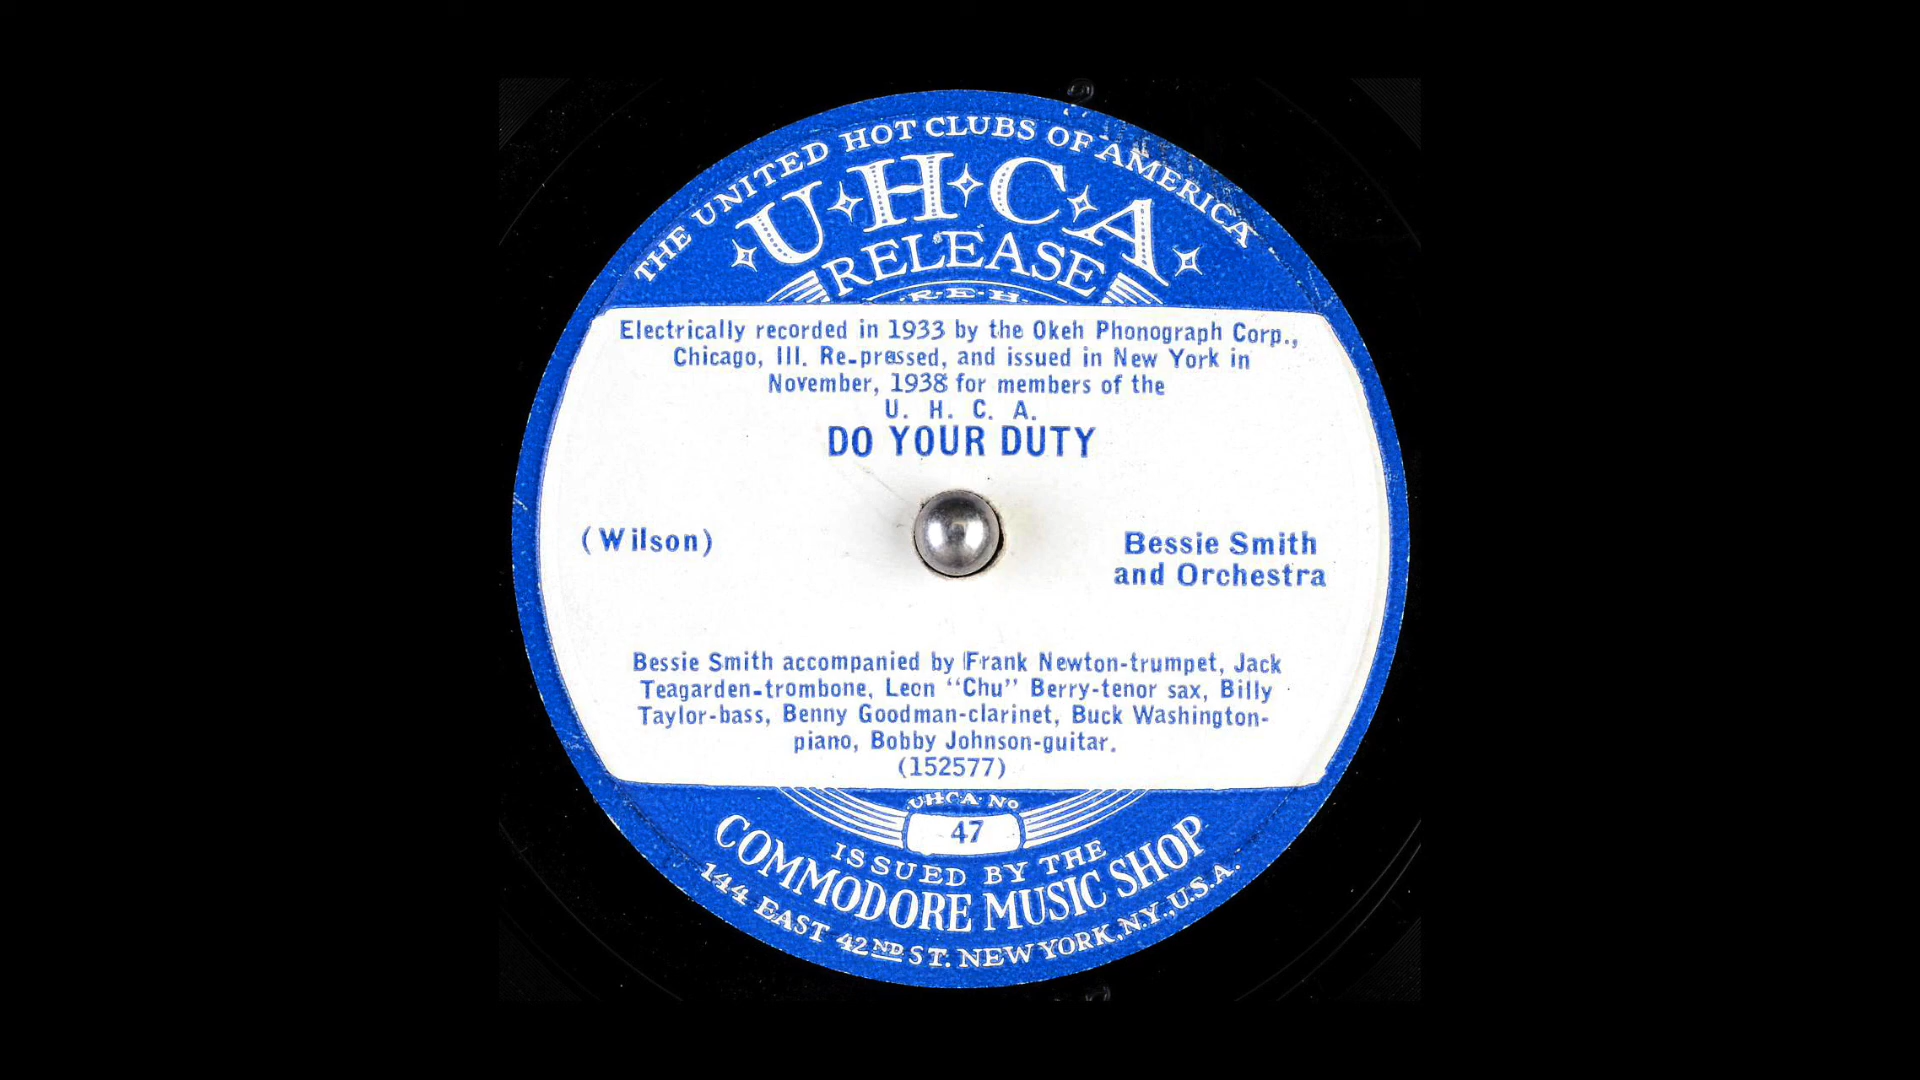 THE UNITED HOT CLUBS OF AMERICA
U·H·C·A
RELEASE
R-E-H
Electrically recorded in 1933 by the Okeh Phonograph Corp.,
Chicago, Ill. Re-pressed, and issued in New York in
November, 1938 for members of the
U. H. C. A.
DO YOUR DUTY
(Wilson)
Bessie Smith
and Orchestra
Bessie Smith accompanied by Frank Newton-trumpet, Jack
Teagarden-trombone, Leon “Chu” Berry-tenor sax, Billy
Taylor-bass, Benny Goodman-clarinet, Buck Washington-
piano, Bobby Johnson-guitar.
(152577)
UHCA No
47
ISSUED BY THE
COMMODORE MUSIC SHOP
144 EAST 42ND ST. NEW YORK, N.Y., U.S.A.